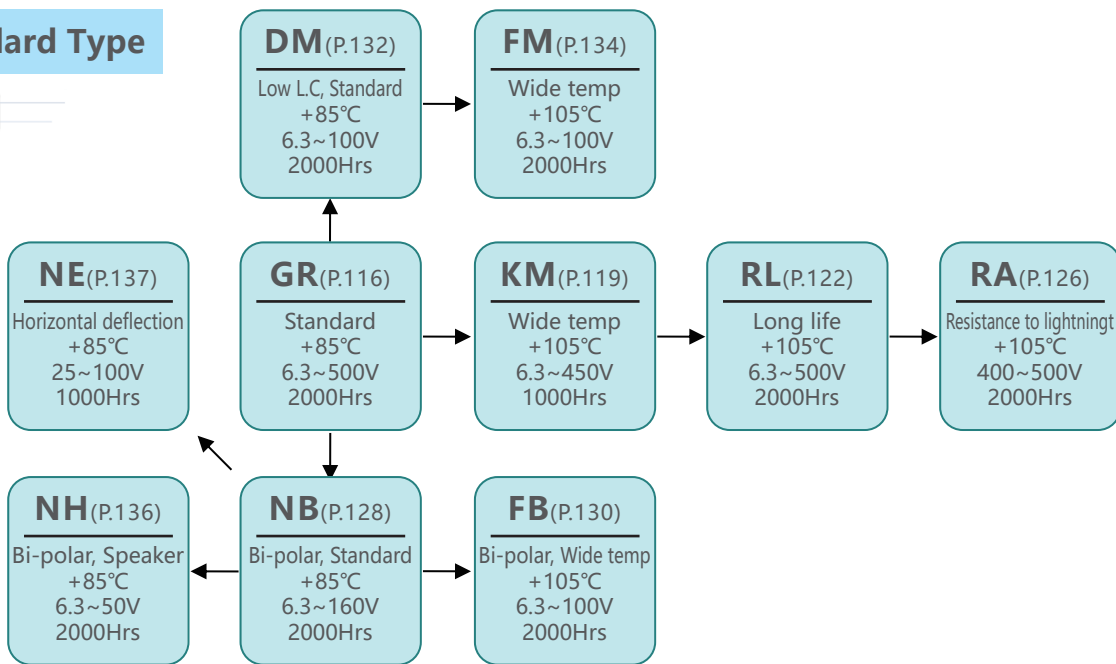 dard Type
DM(P.132)
Low L.C, Standard
+85℃
6.3~100V
2000Hrs
FM(P.134)
Wide temp
+105℃
6.3~100V
2000Hrs
NE(P.137)
Horizontal deflection
+85℃
25~100V
1000Hrs
GR(P.116)
Standard
+85℃
6.3~500V
2000Hrs
KM(P.119)
Wide temp
+105℃
6.3~450V
1000Hrs
RL(P.122)
Long life
+105℃
6.3~500V
2000Hrs
RA(P.126)
Resistance to lightningt
+105℃
400~500V
2000Hrs
NH(P.136)
Bi-polar, Speaker
+85℃
6.3~50V
2000Hrs
NB(P.128)
Bi-polar, Standard
+85℃
6.3~160V
2000Hrs
FB(P.130)
Bi-polar, Wide temp
+105℃
6.3~100V
2000Hrs